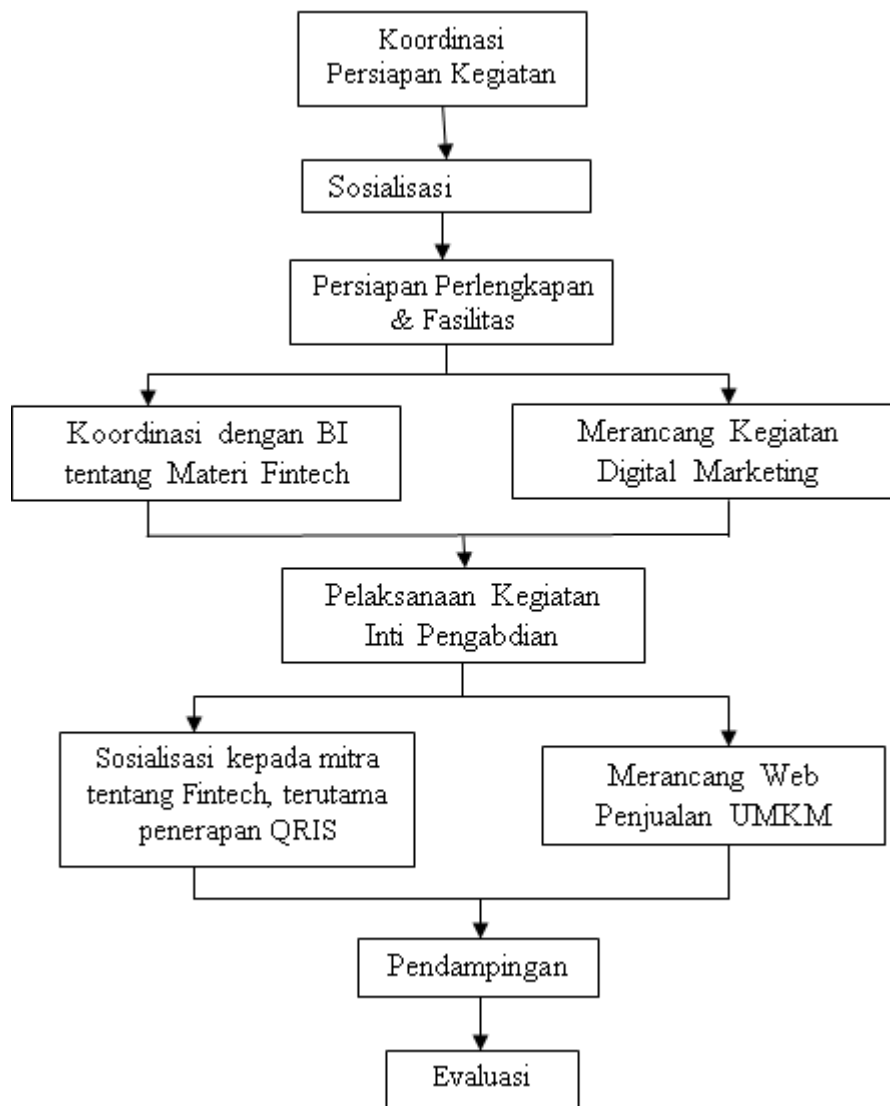 Koordinasi
Persiapan Kegiatan
Sosialisasi
Persiapan Perlengkapan
& Fasilitas
Koordinasi dengan BI
tentang Materi Fintech
Merancang Kegiatan
Digital Marketing
Pelaksanaan Kegiatan
Inti Pengabdian
Sosialisasi kepada mitra
tentang Fintech, terutama
penerapan QRIS
Merancang Web
Penjualan UMKM
Pendampingan
Evaluasi